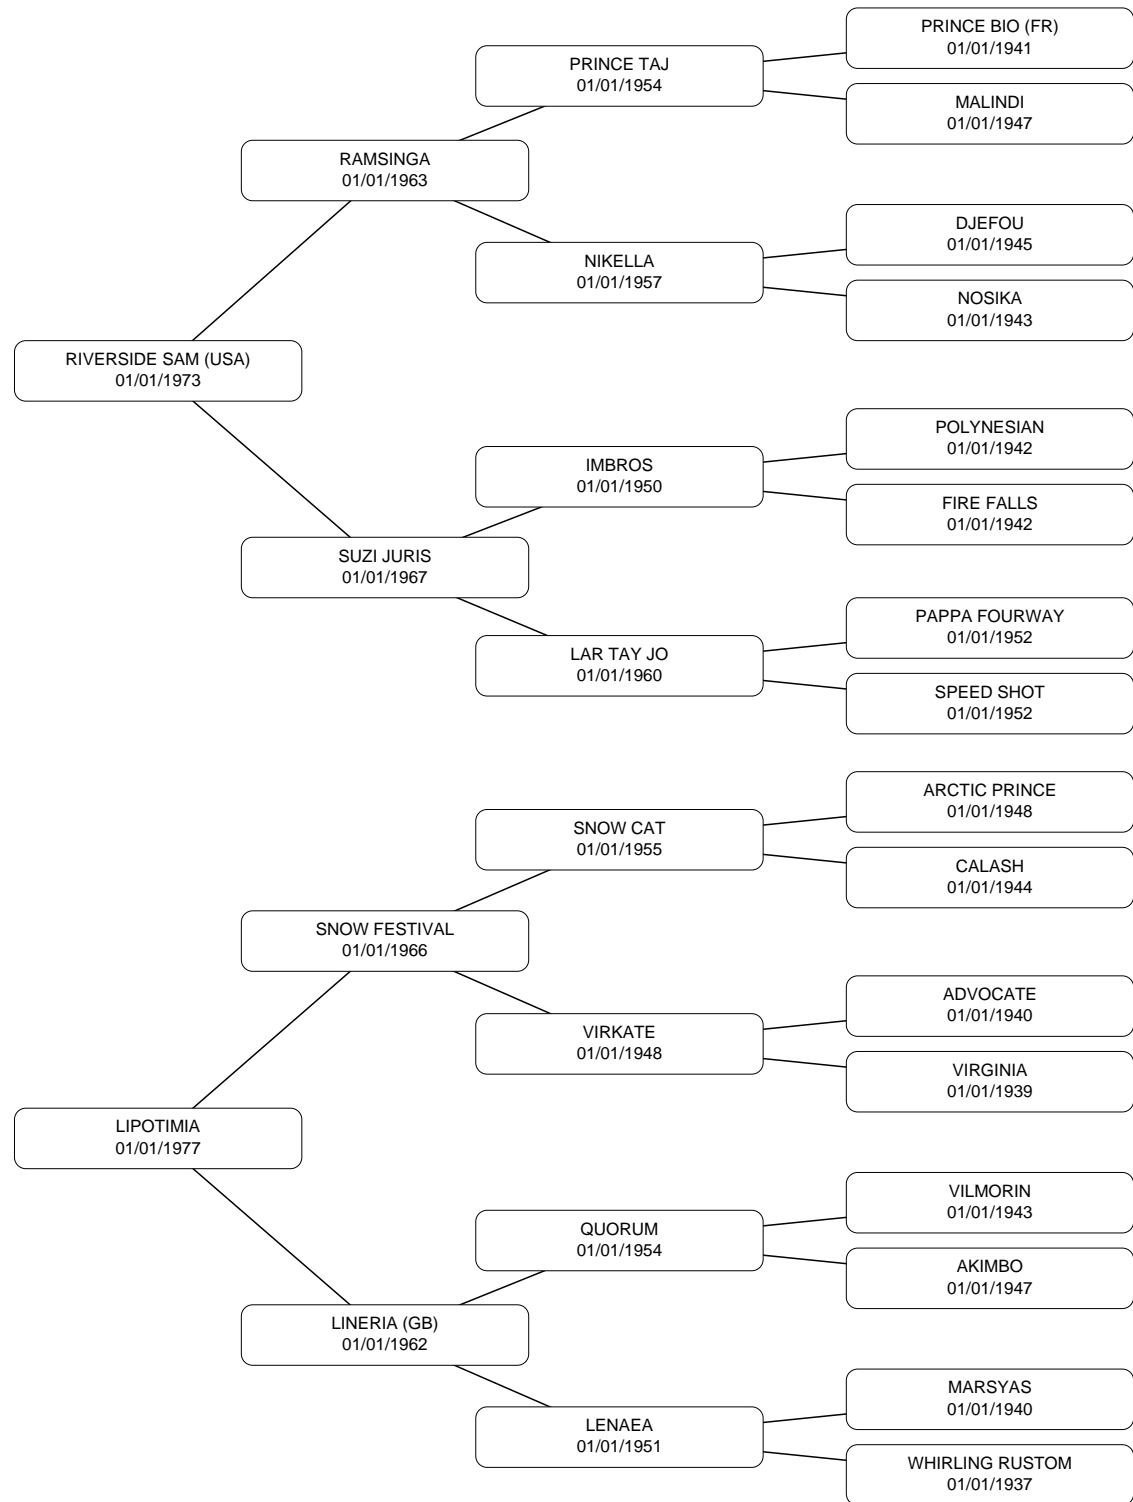 PRINCE BIO (FR)
01/01/1941
PRINCE TAJ
01/01/1954
MALINDI
01/01/1947
RAMSINGA
01/01/1963
DJEFOU
01/01/1945
NIKELLA
01/01/1957
NOSIKA
01/01/1943
RIVERSIDE SAM (USA)
01/01/1973
POLYNESIAN
01/01/1942
IMBROS
01/01/1950
FIRE FALLS
01/01/1942
SUZI JURIS
01/01/1967
PAPPA FOURWAY
01/01/1952
LAR TAY JO
01/01/1960
SPEED SHOT
01/01/1952
ARCTIC PRINCE
01/01/1948
SNOW CAT
01/01/1955
CALASH
01/01/1944
SNOW FESTIVAL
01/01/1966
ADVOCATE
01/01/1940
VIRKATE
01/01/1948
VIRGINIA
01/01/1939
LIPOTIMIA
01/01/1977
VILMORIN
01/01/1943
QUORUM
01/01/1954
AKIMBO
01/01/1947
LINERIA (GB)
01/01/1962
MARSYAS
01/01/1940
LENAEA
01/01/1951
WHIRLING RUSTOM
01/01/1937